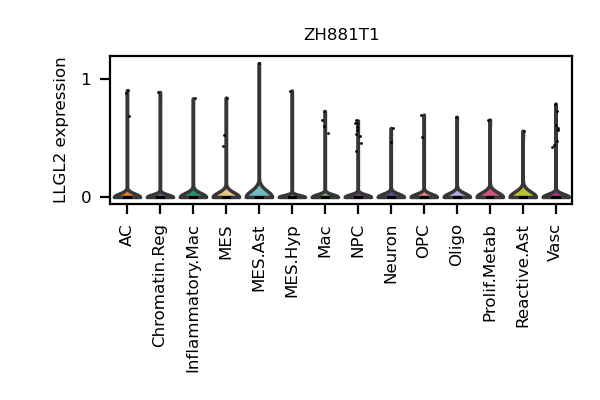 ZH881T1
LLGL2 expression
1
0
AC
Chromatin.Reg
Inflammatory.Mac
MES
MES.Ast
MES.Hyp
Mac
NPC
Neuron
OPC
Oligo
Prolif.Metab
Reactive.Ast
Vasc